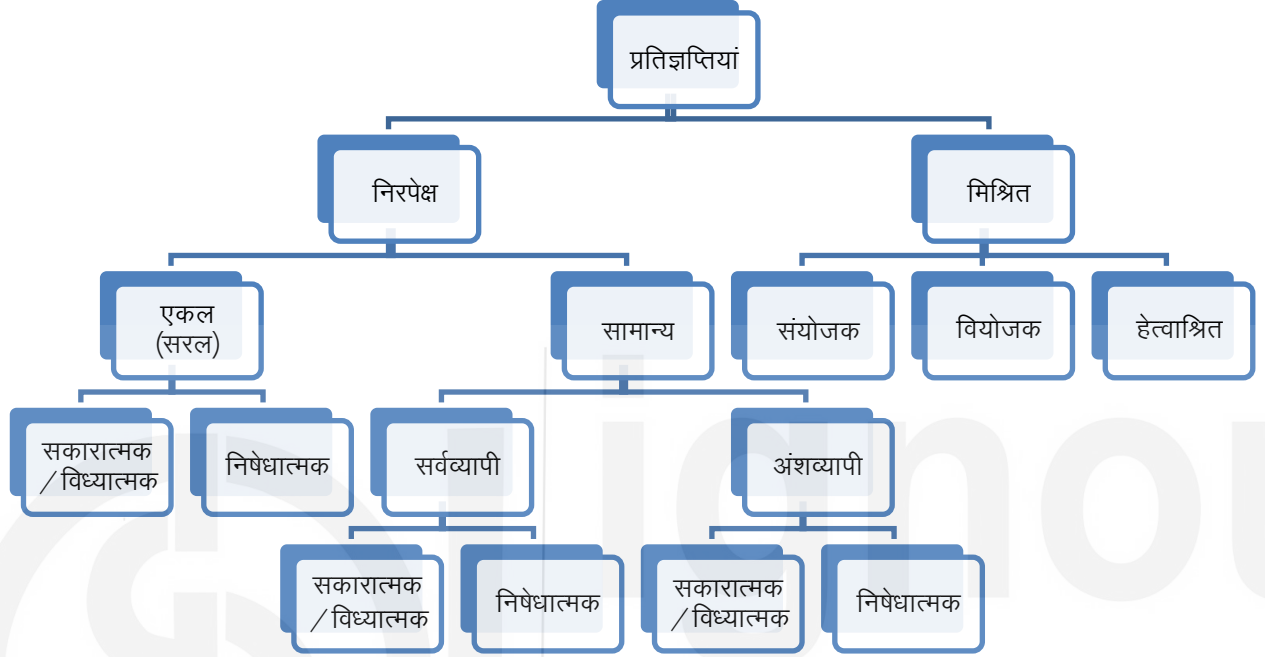 प्रतिज्ञप्तियां
निरपेक्ष
मिश्रित
एकल
(सरल)
सामान्य
संयोजक
वियोजक
हेत्वाश्रित
सकारात्मक
/विध्यात्मक
निषेधात्मक
सर्वव्यापी
अंशव्यापी
सकारात्मक
/विध्यात्मक
निषेधात्मक
सकारात्मक
/विध्यात्मक
निषेधात्मक
ignou